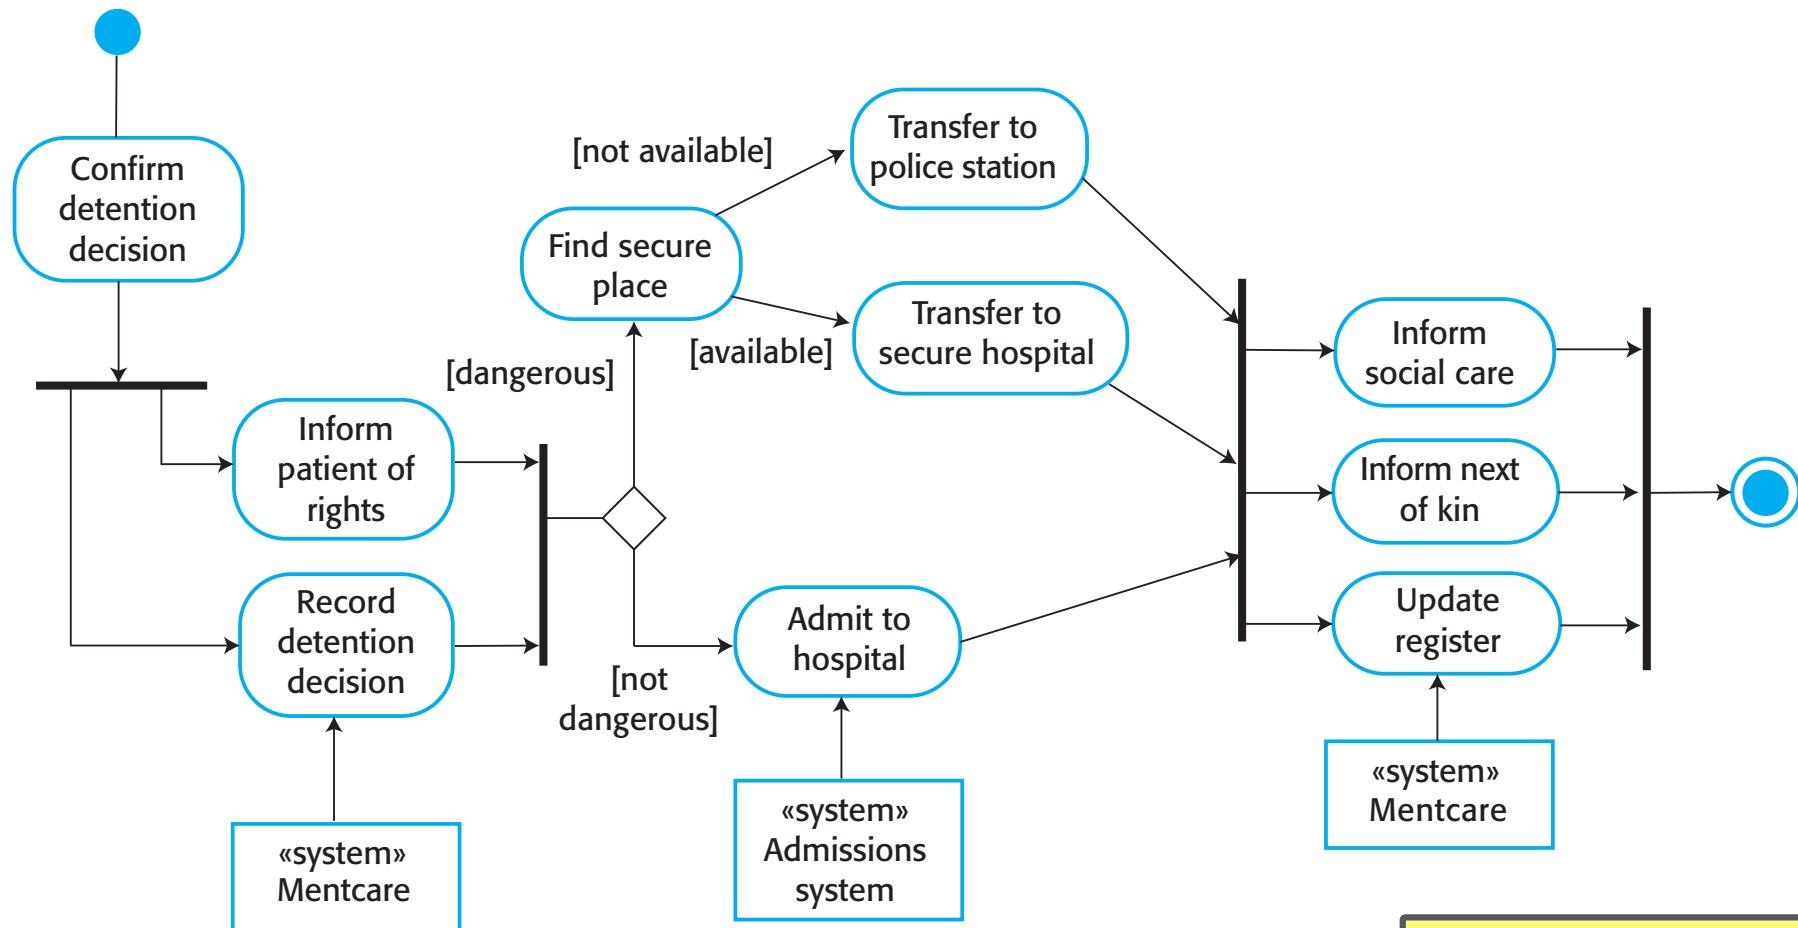 Confirm
detention
decision
Inform
patient of
rights
Record
detention
decision
«system»
Mentcare
[dangerous]
[not
dangerous]
Find secure
place
[not available]
[available]
Transfer to
police station
Transfer to
secure hospital
Admit to
hospital
«system»
Admissions
system
Inform
social care
Inform next
of kin
Update
register
«system»
Mentcare